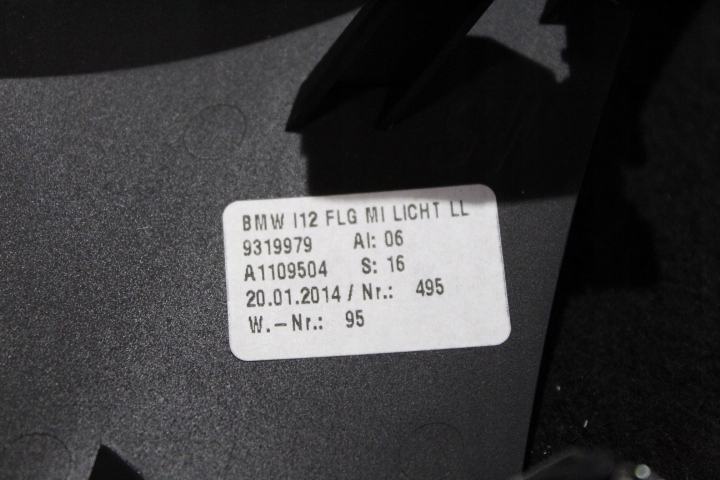 BMW I12 FLG MI LICHT LL
9319979 AI: 06
A1109504 S: 16
20.01.2014 / Nr.: 495
W.-Nr.: 95